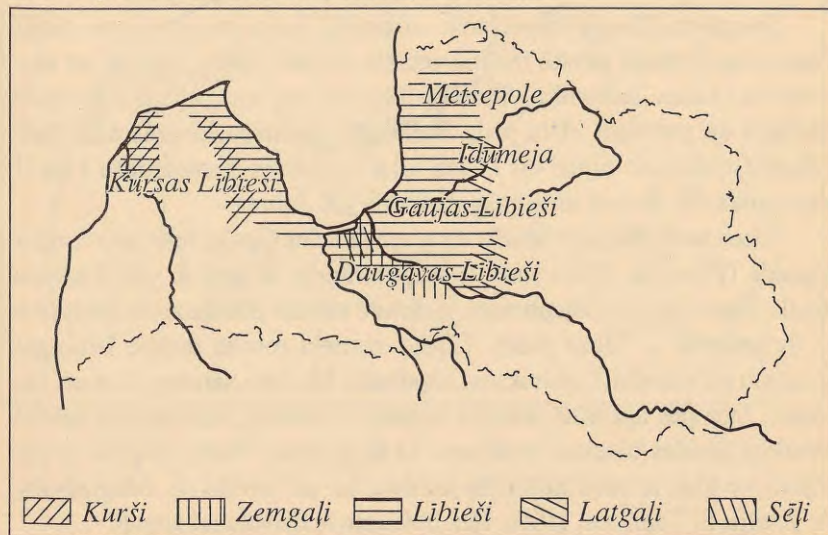 Metsepole
Idumeja
Kursas Lībieši
Gaujas Lībieši
Daugavas Lībieši
Kurši Zemgaļi Lībieši Latgaļi Sēļi